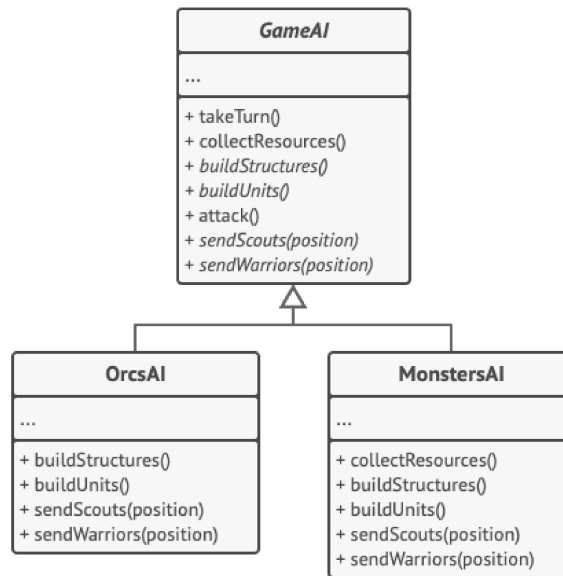 GameAI
...
+ takeTurn()
+ collectResources()
+ buildStructures()
+ buildUnits()
+ attack()
+ sendScouts(position)
+ sendWarriors(position)
OrcsAI
...
+ buildStructures()
+ buildUnits()
+ sendScouts(position)
+ sendWarriors(position)
MonstersAI
...
+ collectResources()
+ buildStructures()
+ buildUnits()
+ sendScouts(position)
+ sendWarriors(position)